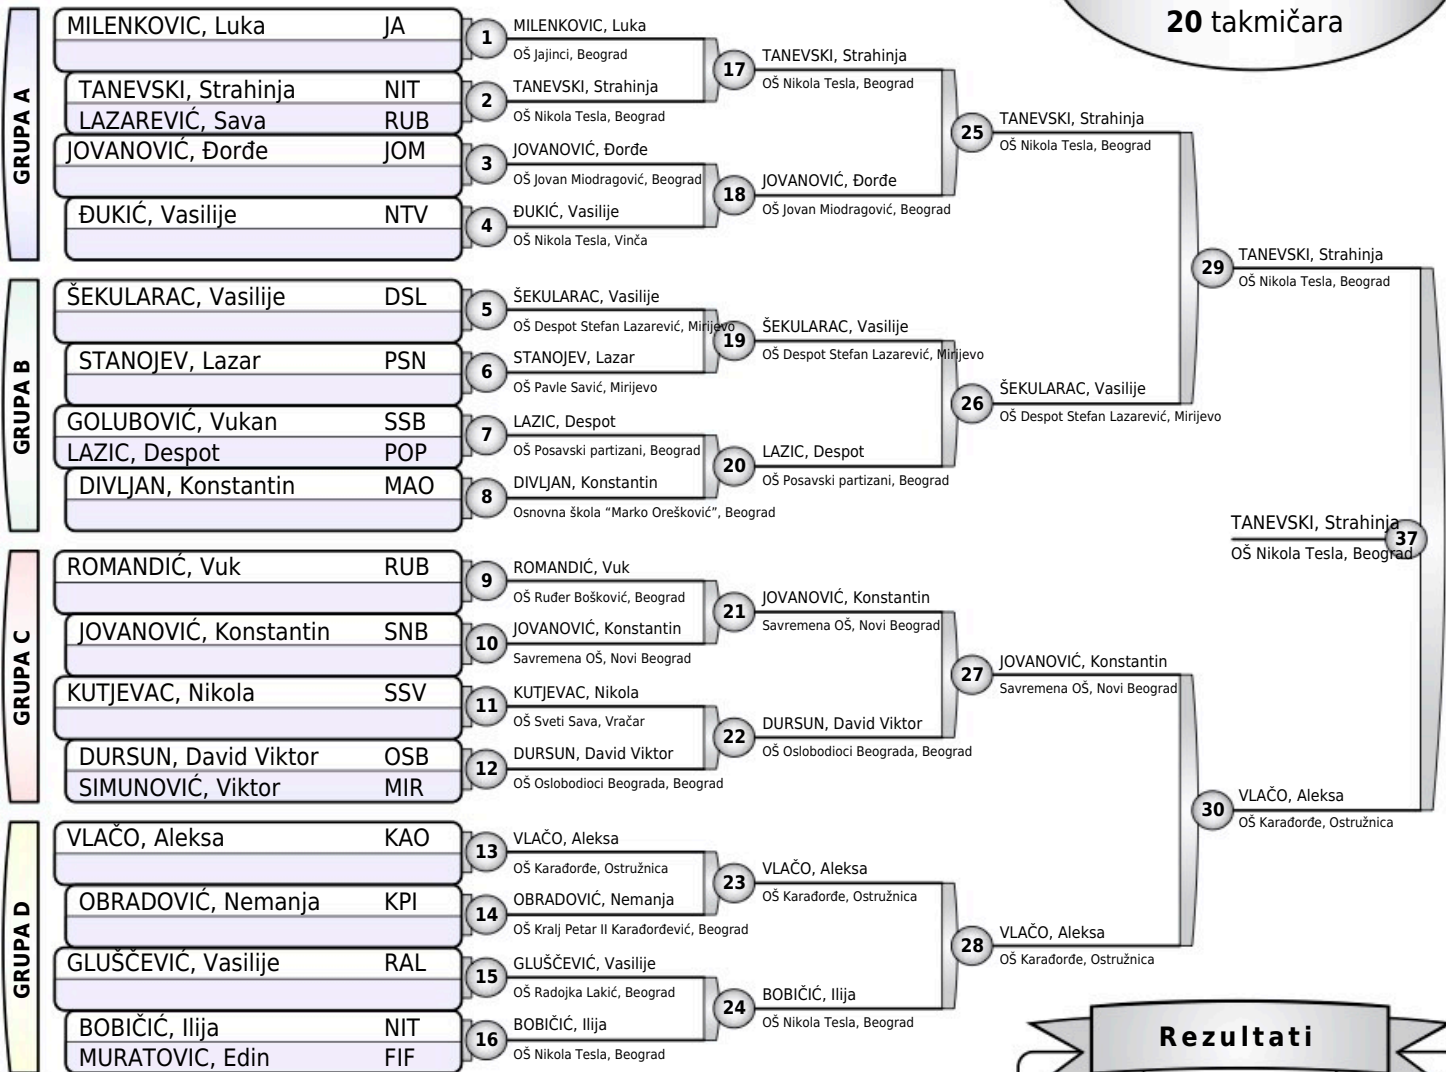 20 takmičara
GRUPA A
MILENKOVIC, Luka JA
TANEVSKI, Strahinja NIT
LAZAREVIĆ, Sava RUB
JOVANOVIĆ, Đorđe JOM
ĐUKIĆ, Vasilije NTV
GRUPA B
ŠEKULARAC, Vasilije DSL
STANOJEV, Lazar PSN
GOLUBOVIĆ, Vukan SSB
LAZIC, Despot POP
DIVLJAN, Konstantin MAO
GRUPA C
ROMANDIĆ, Vuk RUB
JOVANOVIĆ, Konstantin SNB
KUTJEVAC, Nikola SSV
DURSUN, David Viktor OSB
SIMUNOVIĆ, Viktor MIR
GRUPA D
VLAČO, Aleksa KAO
OBRADOVIĆ, Nemanja KPI
GLUŠČEVIĆ, Vasilije RAL
BOBIČIĆ, Ilija NIT
MURATOVIC, Edin FIF
1 MILENKOVIC, Luka
OŠ Jajinci, Beograd
2 TANEVSKI, Strahinja
OŠ Nikola Tesla, Beograd
3 JOVANOVIĆ, Đorđe
OŠ Jovan Miodragović, Beograd
4 ĐUKIĆ, Vasilije
OŠ Nikola Tesla, Vinča
5 ŠEKULARAC, Vasilije
OŠ Despot Stefan Lazarević, Mirijevo
6 STANOJEV, Lazar
OŠ Pavle Savić, Mirijevo
7 LAZIC, Despot
OŠ Posavski partizani, Beograd
8 DIVLJAN, Konstantin
Osnovna škola “Marko Orešković”, Beograd
9 ROMANDIĆ, Vuk
OŠ Ruđer Bošković, Beograd
10 JOVANOVIĆ, Konstantin
Savremena OŠ, Novi Beograd
11 KUTJEVAC, Nikola
OŠ Sveti Sava, Vračar
12 DURSUN, David Viktor
OŠ Oslobodioci Beograda, Beograd
13 VLAČO, Aleksa
OŠ Karađorđe, Ostružnica
14 OBRADOVIĆ, Nemanja
OŠ Kralj Petar II Karađorđević, Beograd
15 GLUŠČEVIĆ, Vasilije
OŠ Radojka Lakić, Beograd
16 BOBIČIĆ, Ilija
OŠ Nikola Tesla, Beograd
17 TANEVSKI, Strahinja
OŠ Nikola Tesla, Beograd
18 JOVANOVIĆ, Đorđe
OŠ Jovan Miodragović, Beograd
19 ŠEKULARAC, Vasilije
OŠ Despot Stefan Lazarević, Mirijevo
20 LAZIC, Despot
OŠ Posavski partizani, Beograd
21 JOVANOVIĆ, Konstantin
Savremena OŠ, Novi Beograd
22 DURSUN, David Viktor
OŠ Oslobodioci Beograda, Beograd
23 VLAČO, Aleksa
OŠ Karađorđe, Ostružnica
24 BOBIČIĆ, Ilija
OŠ Nikola Tesla, Beograd
25 TANEVSKI, Strahinja
OŠ Nikola Tesla, Beograd
26 ŠEKULARAC, Vasilije
OŠ Despot Stefan Lazarević, Mirijevo
27 JOVANOVIĆ, Konstantin
Savremena OŠ, Novi Beograd
28 VLAČO, Aleksa
OŠ Karađorđe, Ostružnica
29 TANEVSKI, Strahinja
OŠ Nikola Tesla, Beograd
30 VLAČO, Aleksa
OŠ Karađorđe, Ostružnica
TANEVSKI, Strahinja 37
OŠ Nikola Tesla, Beograd
Rezultati